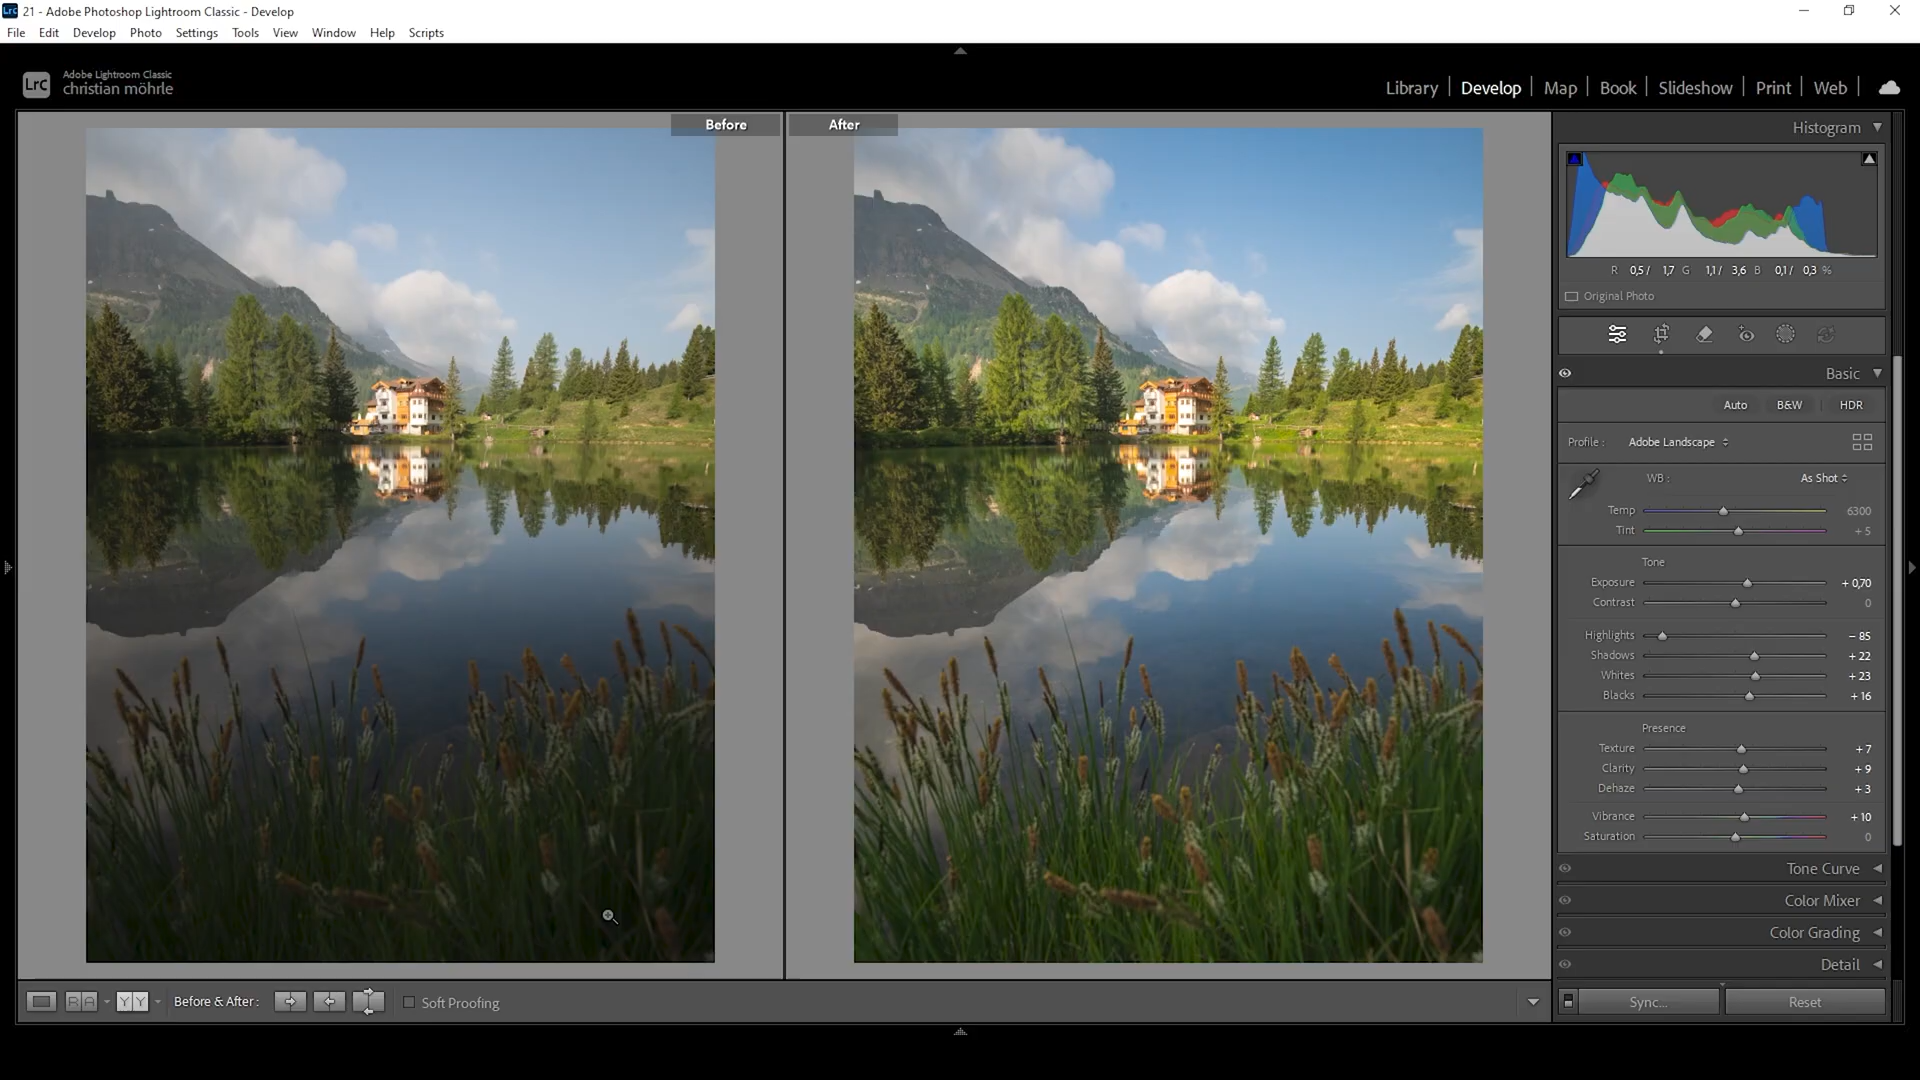 21 - Adobe Photoshop Lightroom Classic - Develop
File Edit Develop Photo Settings Tools View Window Help Scripts
Lrc
Adobe Lightroom Classic
christian möhrle
Library | Develop | Map | Book | Slideshow | Print | Web
Before
After
Histogram
R 0,5 / 1,7 G 1,1 / 3,6 B 0,1 / 0,3 %
Original Photo
Basic
Auto B&W HDR
Profile : Adobe Landscape
WB : As Shot
Temp 6300
Tint + 5
Tone
Exposure + 0,70
Contrast 0
Highlights − 85
Shadows + 22
Whites + 23
Blacks + 16
Presence
Texture + 7
Clarity + 9
Dehaze + 3
Vibrance + 10
Saturation 0
Tone Curve
Color Mixer
Color Grading
Detail
R A
Y Y
Before & After :
Soft Proofing
Sync...
Reset